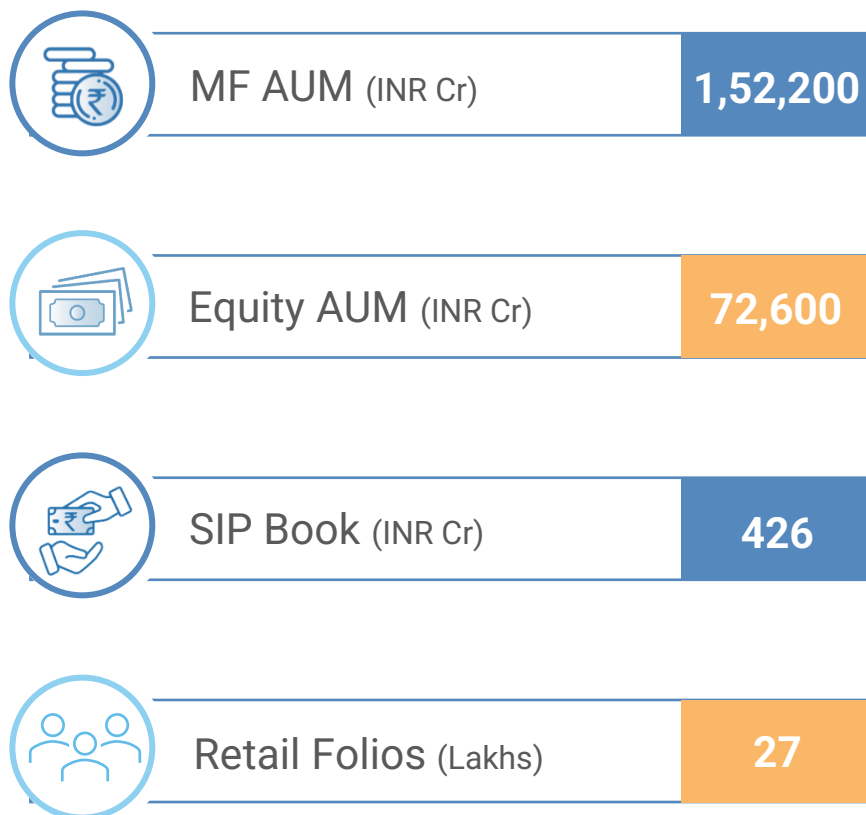 MF AUM (INR Cr) 1,52,200
Equity AUM (INR Cr) 72,600
₹
SIP Book (INR Cr) 426
Retail Folios (Lakhs) 27